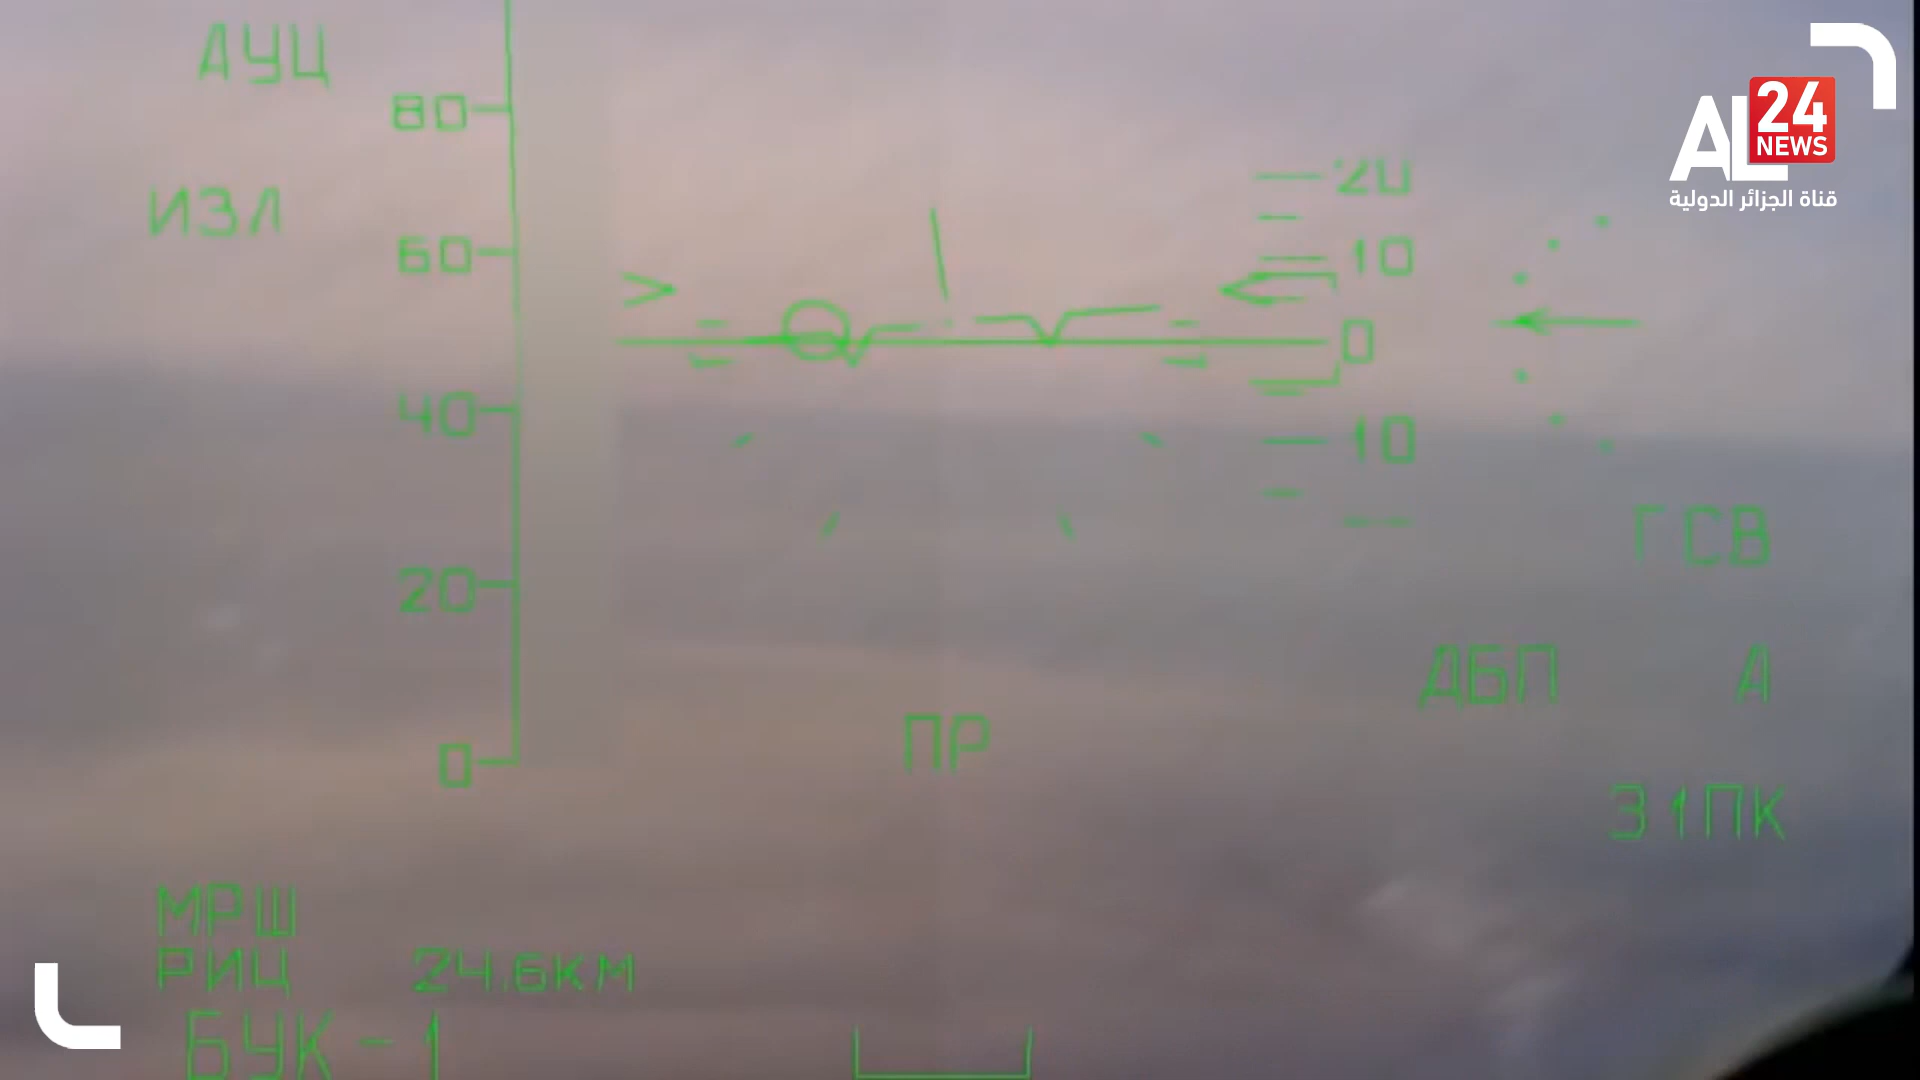 АУЦ
80
ИЗЛ
60
40
20
0
20
10
0
10
ГСВ
ДБП А
ПР
31ПК
МРШ
РИЦ 24.6КМ
БУК-1
AL
24
NEWS
قناة الجزائر الدولية